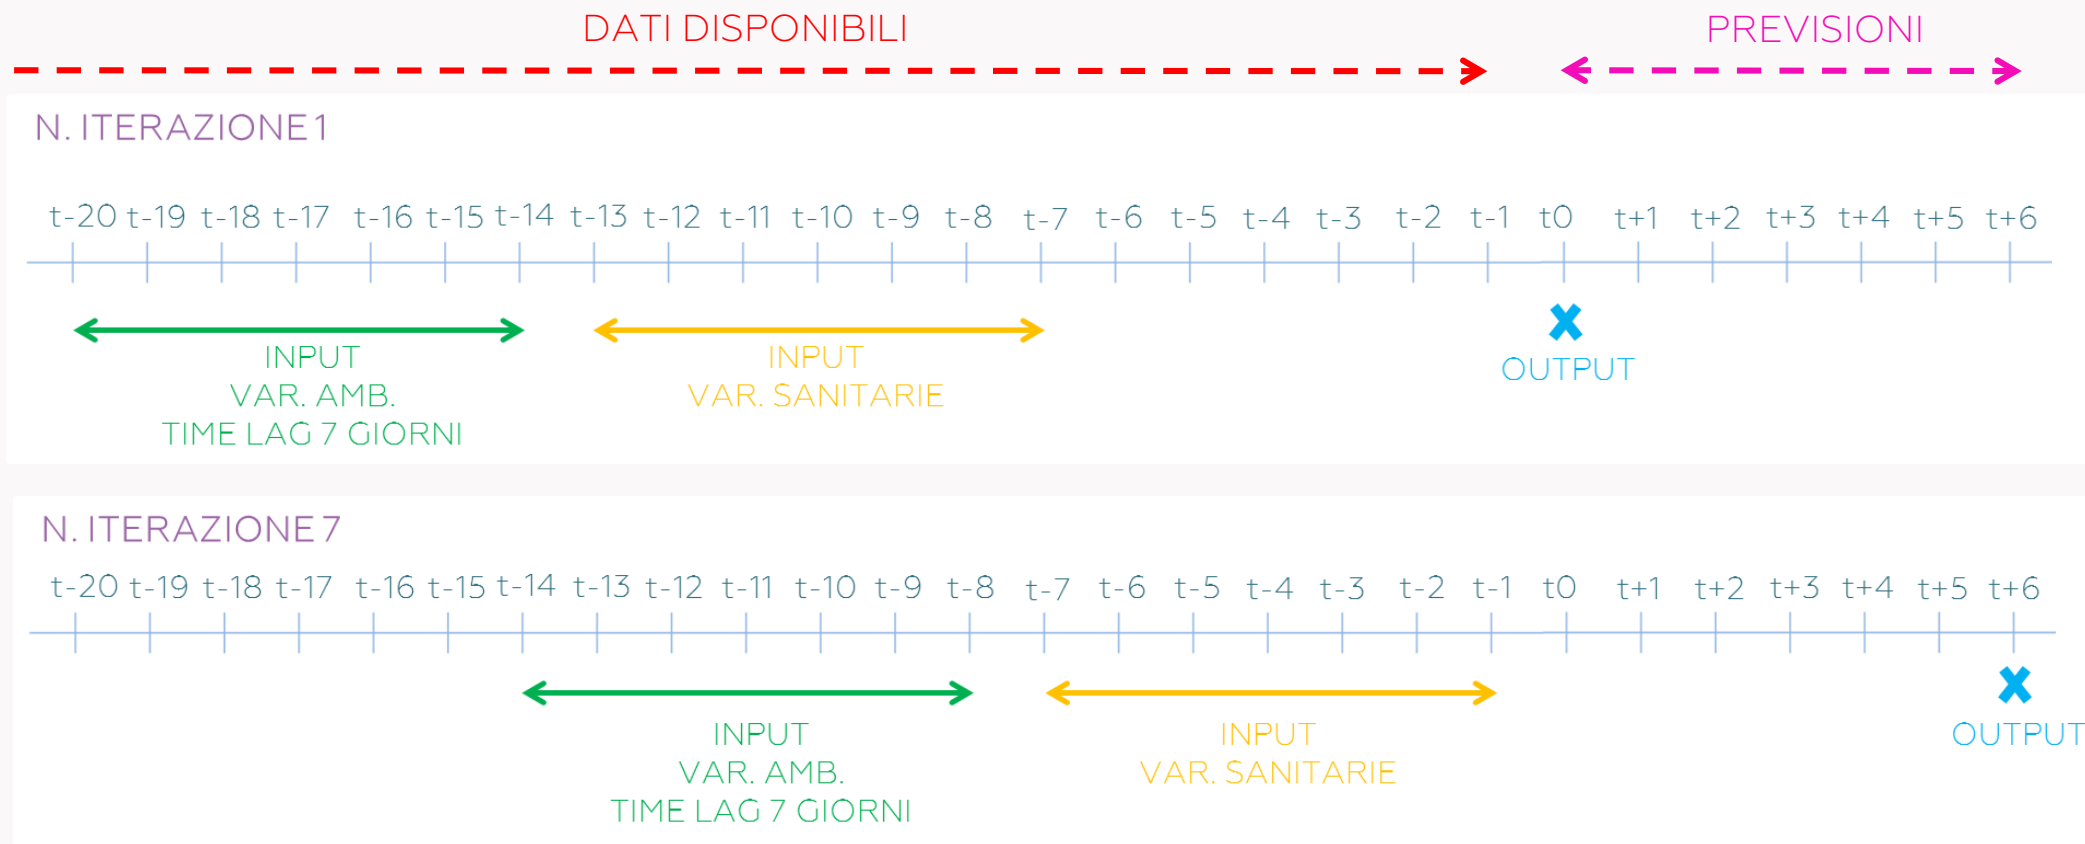 DATI DISPONIBILI
PREVISIONI
N. ITERAZIONE 1
t-20 t-19 t-18 t-17 t-16 t-15 t-14 t-13 t-12 t-11 t-10 t-9 t-8 t-7 t-6 t-5 t-4 t-3 t-2 t-1 t0 t+1 t+2 t+3 t+4 t+5 t+6
INPUT
VAR. AMB.
TIME LAG 7 GIORNI
INPUT
VAR. SANITARIE
OUTPUT
N. ITERAZIONE 7
t-20 t-19 t-18 t-17 t-16 t-15 t-14 t-13 t-12 t-11 t-10 t-9 t-8 t-7 t-6 t-5 t-4 t-3 t-2 t-1 t0 t+1 t+2 t+3 t+4 t+5 t+6
INPUT
VAR. AMB.
TIME LAG 7 GIORNI
INPUT
VAR. SANITARIE
OUTPUT